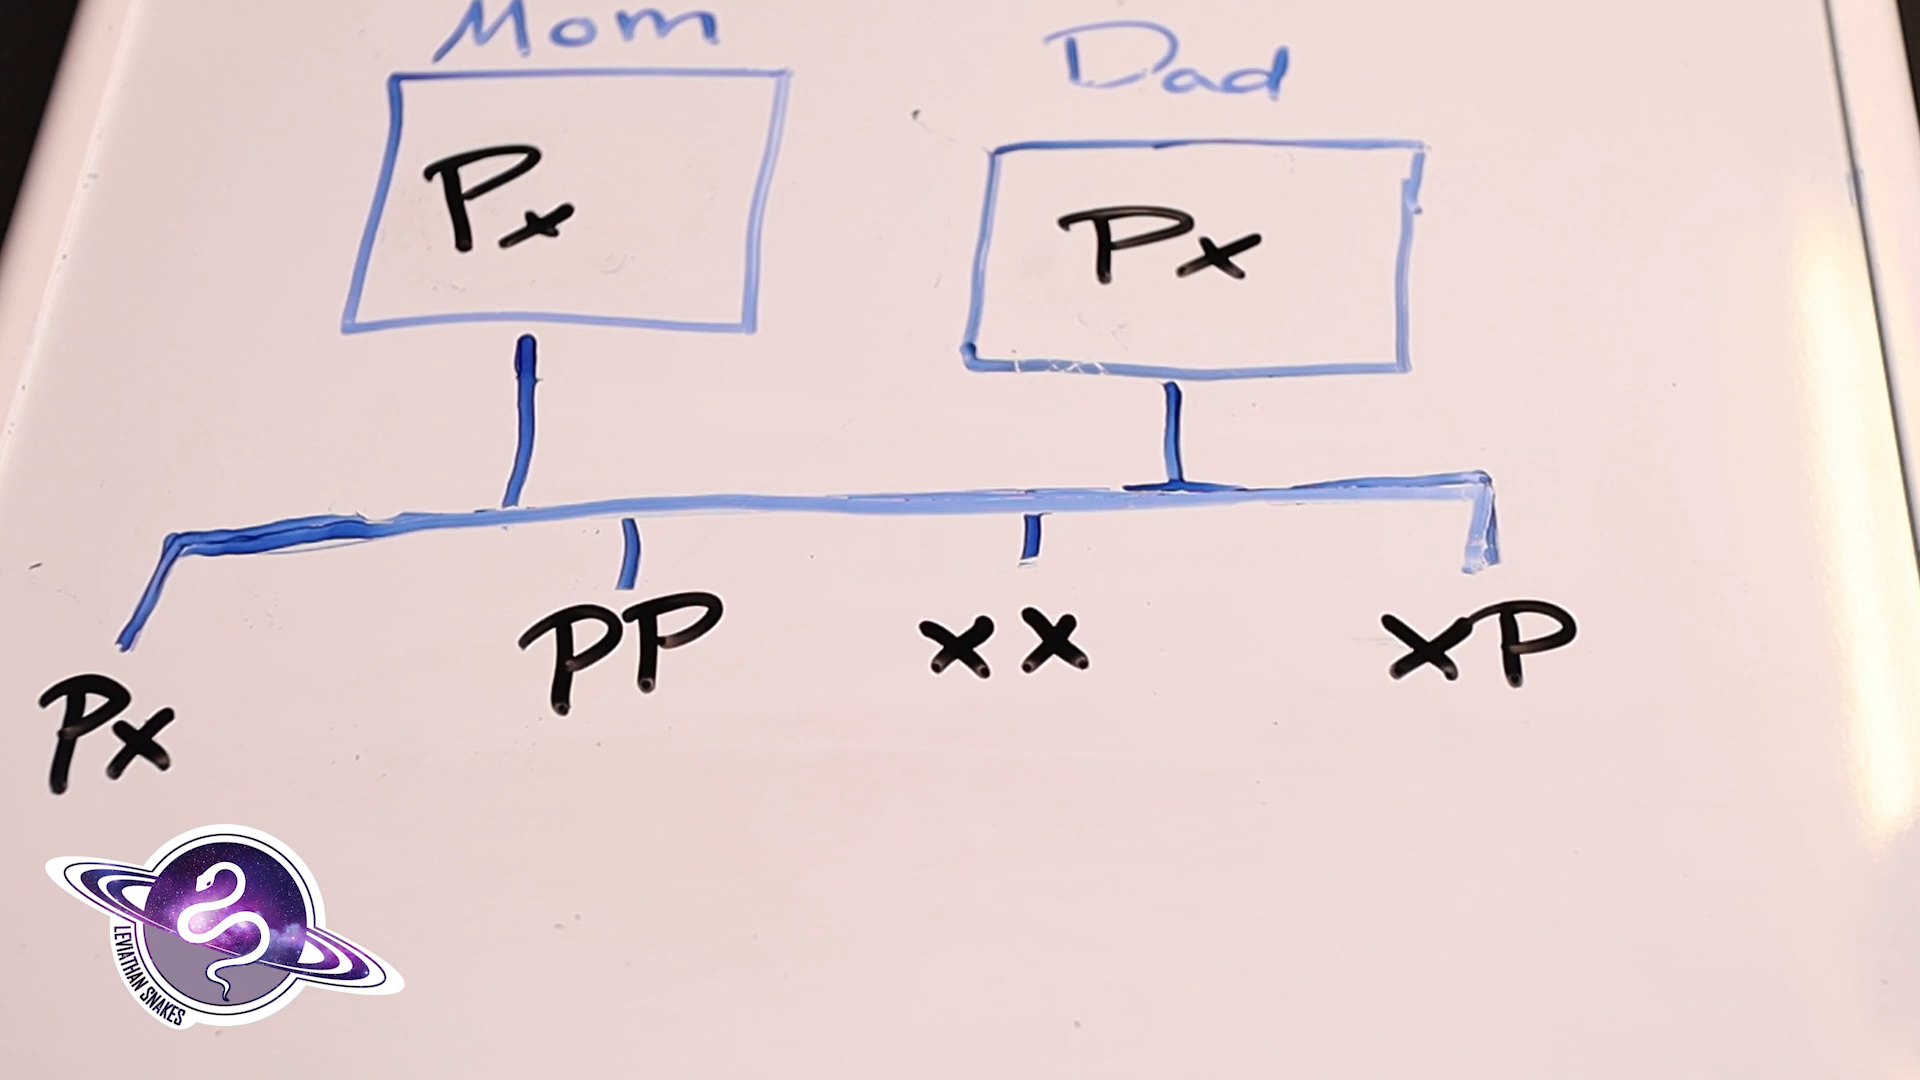 Mom
Dad
Px
Px
Px
PP
xx
xP
LEVIATHAN SNAKES